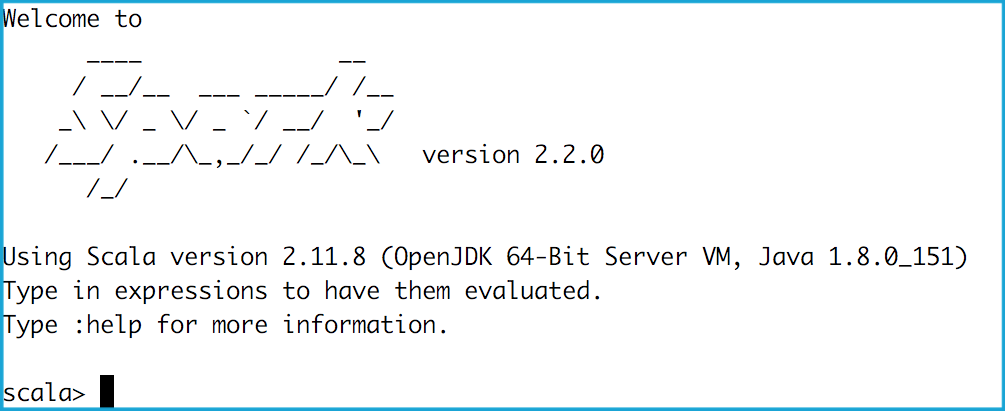 Welcome to
      ____              __
     / __/__  ___ _____/ /__
    _\ \/ _ \/ _ `/ __/  '_/
   /___/ .__/\_,_/_/ /_/\_\   version 2.2.0
      /_/
Using Scala version 2.11.8 (OpenJDK 64-Bit Server VM, Java 1.8.0_151)
Type in expressions to have them evaluated.
Type :help for more information.
scala>